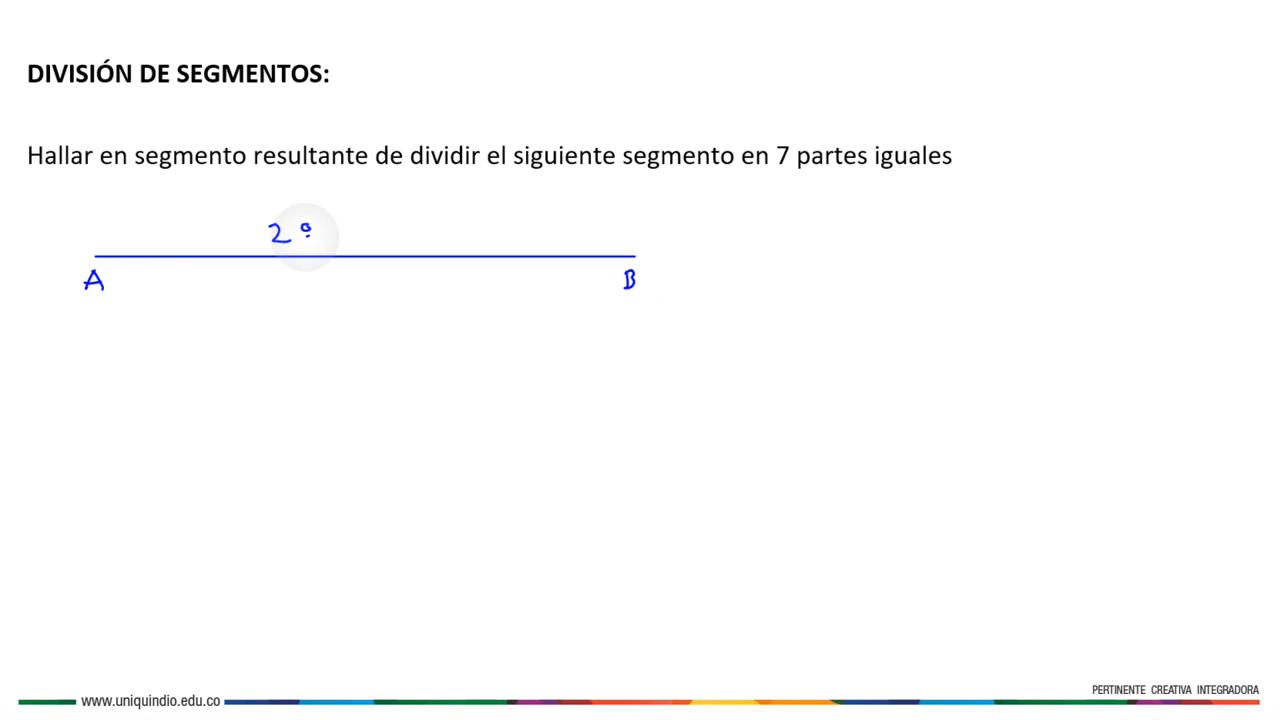 DIVISIÓN DE SEGMENTOS:
Hallar en segmento resultante de dividir el siguiente segmento en 7 partes iguales
2 º
A B
PERTINENTE CREATIVA INTEGRADORA
www.uniquindio.edu.co